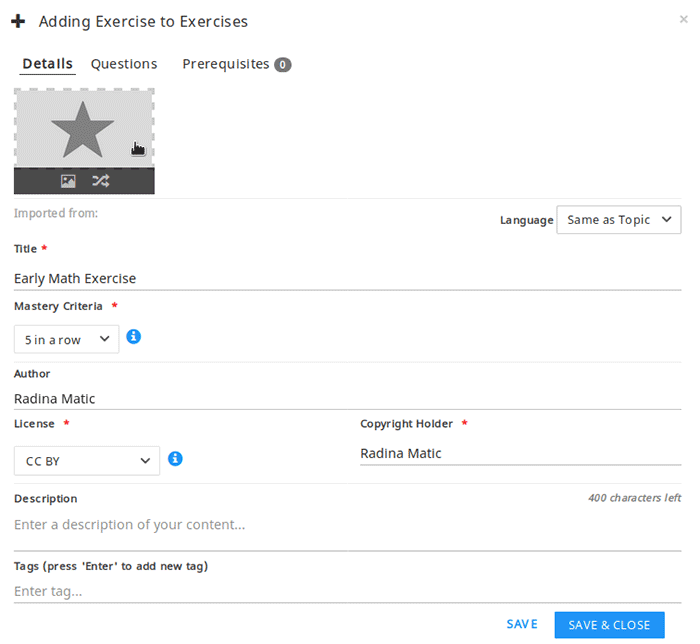 Adding Exercise to Exercises
×
Details Questions Prerequisites 0
Imported from:
Language Same as Topic
Title *
Early Math Exercise
Mastery Criteria *
5 in a row
Author
Radina Matic
License * Copyright Holder *
CC BY Radina Matic
Description 400 characters left
Enter a description of your content...
Tags (press 'Enter' to add new tag)
Enter tag...
SAVE SAVE & CLOSE